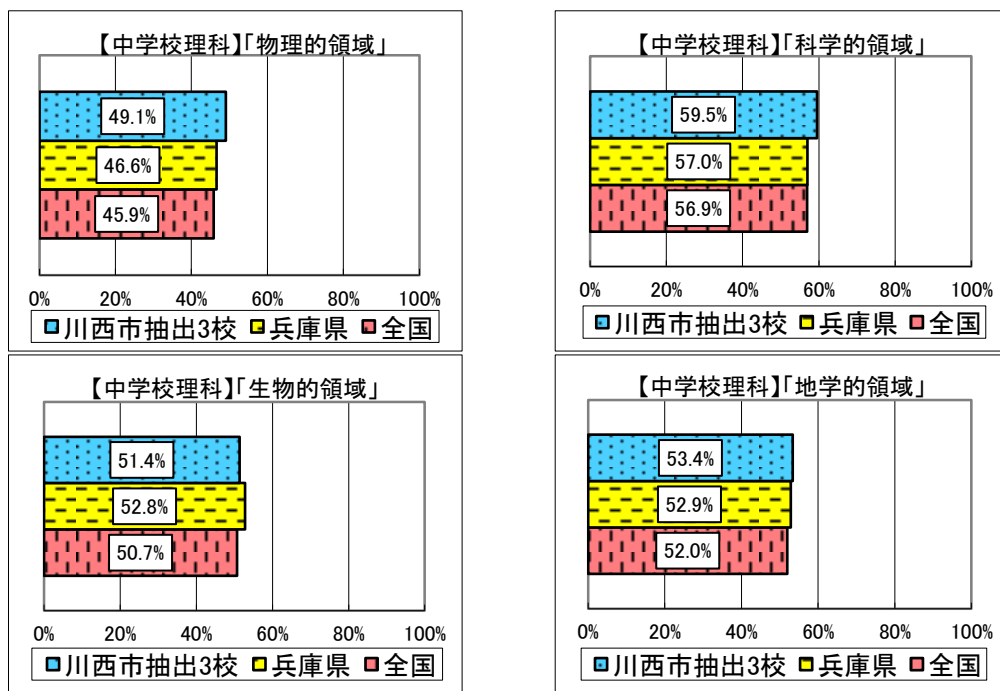 【中学校理科】「物理的領域」
49.1%
46.6%
45.9%
0% 20% 40% 60% 80% 100%
川西市抽出3校 兵庫県 全国
【中学校理科】「科学的領域」
59.5%
57.0%
56.9%
0% 20% 40% 60% 80% 100%
川西市抽出3校 兵庫県 全国
【中学校理科】「生物的領域」
51.4%
52.8%
50.7%
0% 20% 40% 60% 80% 100%
川西市抽出3校 兵庫県 全国
【中学校理科】「地学的領域」
53.4%
52.9%
52.0%
0% 20% 40% 60% 80% 100%
川西市抽出3校 兵庫県 全国